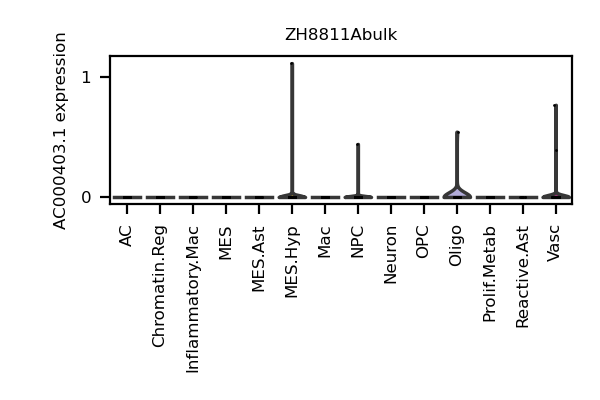 ZH8811Abulk
AC000403.1 expression
1
0
AC
Chromatin.Reg
Inflammatory.Mac
MES
MES.Ast
MES.Hyp
Mac
NPC
Neuron
OPC
Oligo
Prolif.Metab
Reactive.Ast
Vasc